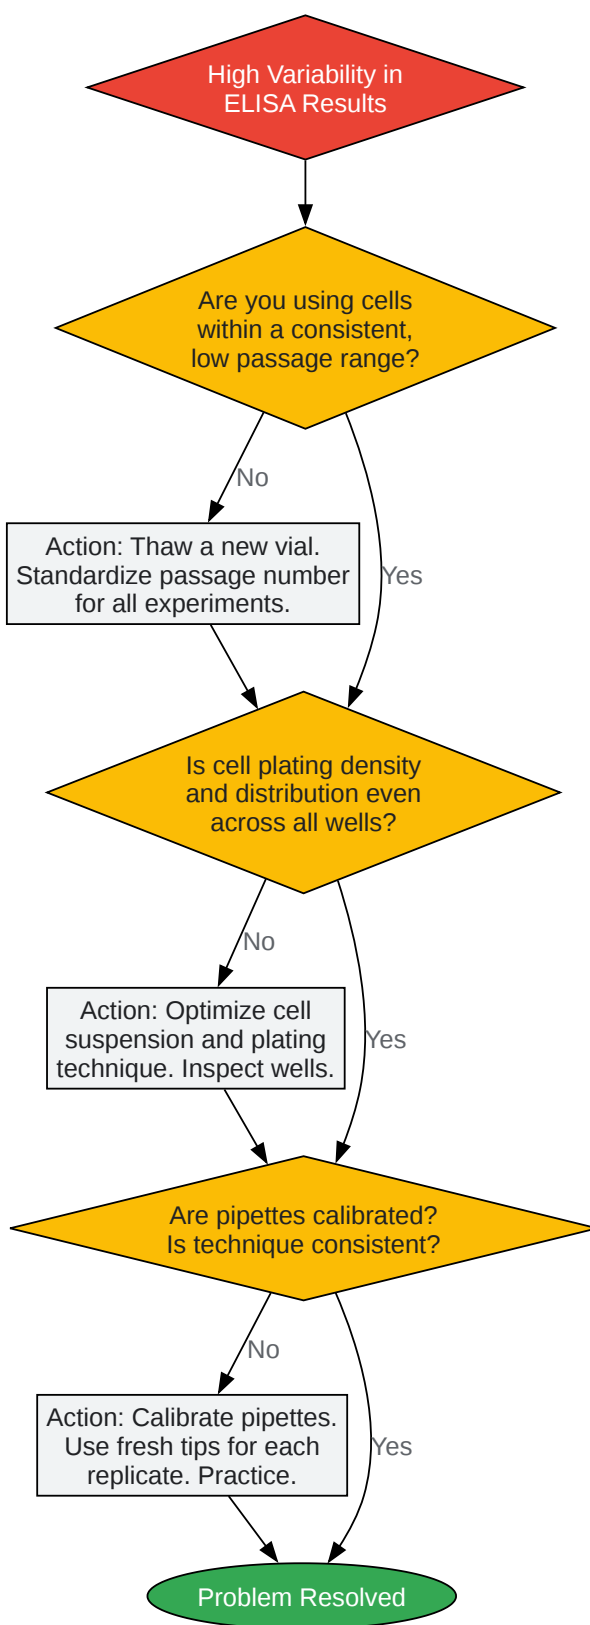 High Variability in
ELISA Results
Are you using cells
within a consistent,
low passage range?
No
Action: Thaw a new vial.
Standardize passage number
for all experiments.
Yes
Is cell plating density
and distribution even
across all wells?
No
Action: Optimize cell
suspension and plating
technique. Inspect wells.
Yes
Are pipettes calibrated?
Is technique consistent?
No
Action: Calibrate pipettes.
Use fresh tips for each
replicate. Practice.
Yes
Problem Resolved